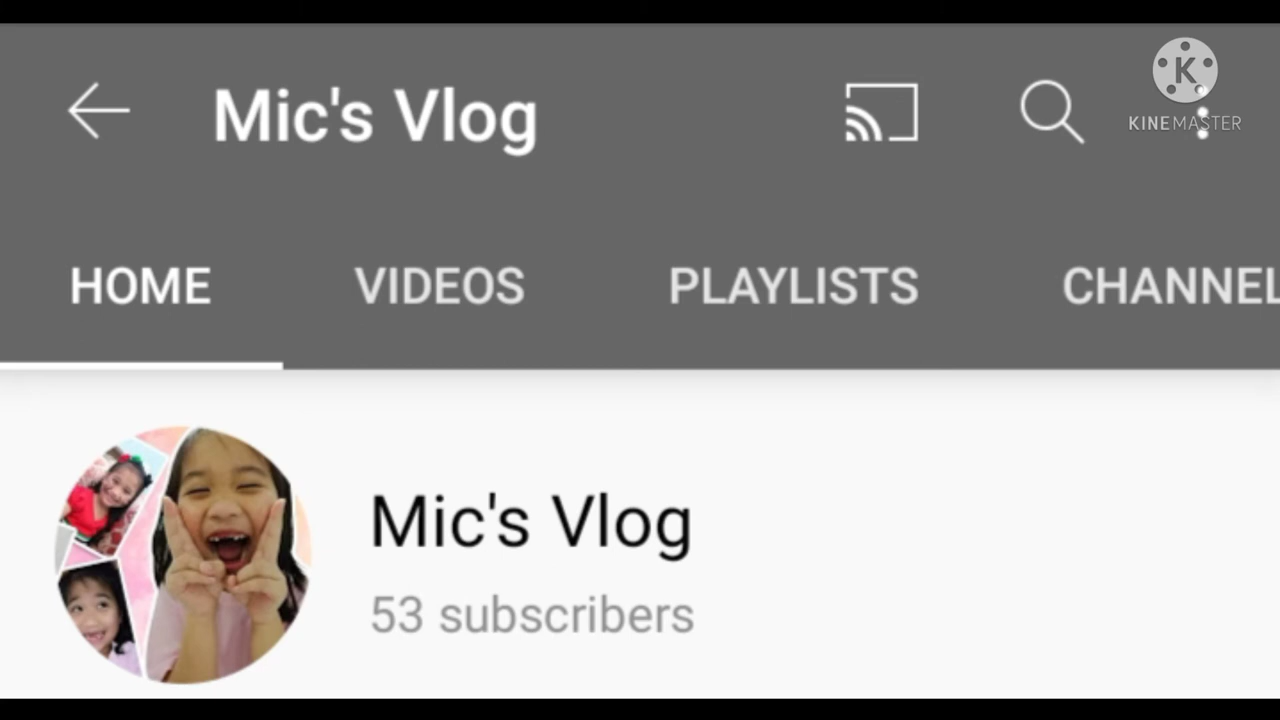 Mic's Vlog
KINEMASTER
HOME VIDEOS PLAYLISTS CHANNEL
Mic's Vlog
53 subscribers